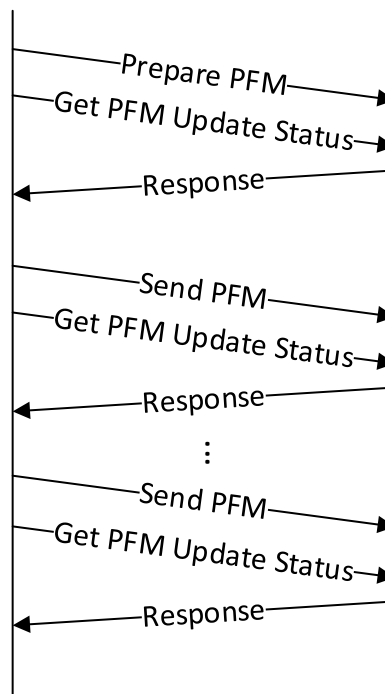 Prepare PFM
Get PFM Update Status
Response
Send PFM
Get PFM Update Status
Response
...
Send PFM
Get PFM Update Status
Response